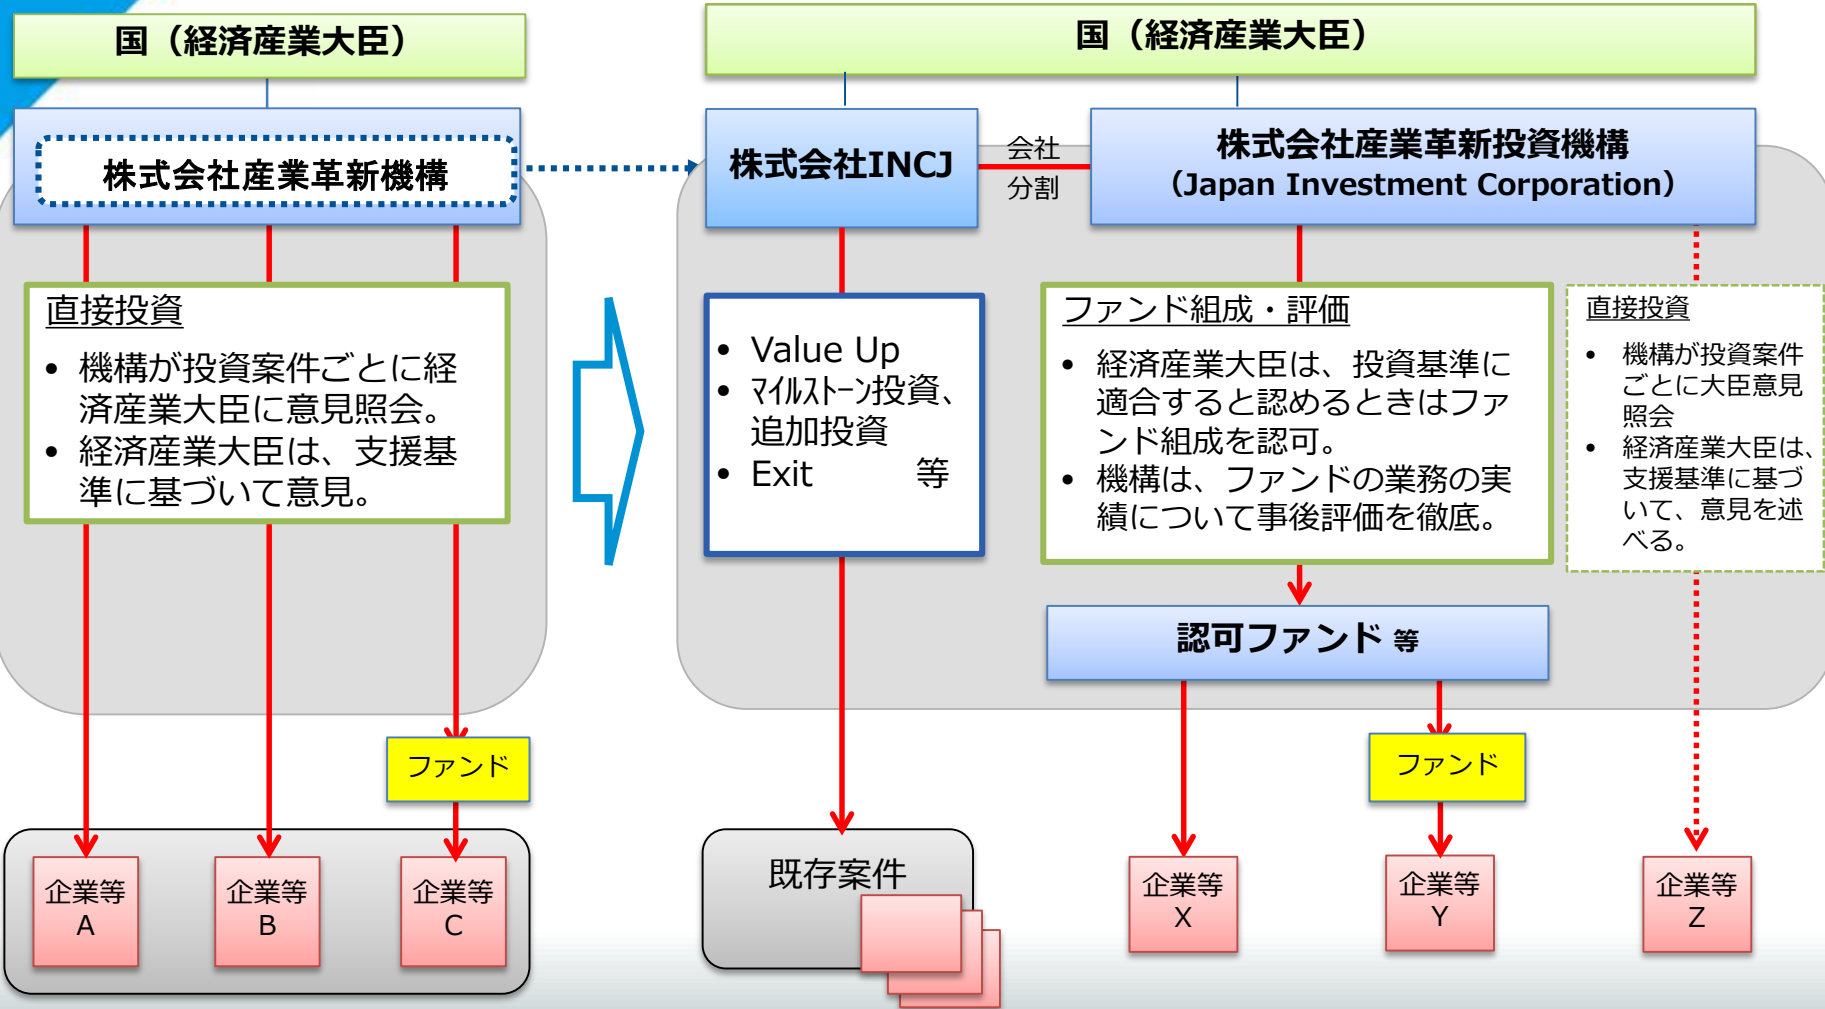 国（経済産業大臣）
株式会社産業革新機構
直接投資
• 機構が投資案件ごとに経
済産業大臣に意見照会。
• 経済産業大臣は、支援基
準に基づいて意見。
ファンド
企業等
A
企業等
B
企業等
C
国（経済産業大臣）
株式会社INCJ
会社
分割
株式会社産業革新投資機構
（Japan Investment Corporation）
• Value Up
• ﾏｲﾙｽﾄｰﾝ投資、
追加投資
• Exit 等
ファンド組成・評価
• 経済産業大臣は、投資基準に
適合すると認めるときはファ
ンド組成を認可。
• 機構は、ファンドの業務の実
績について事後評価を徹底。
直接投資
• 機構が投資案件
ごとに大臣意見
照会
• 経済産業大臣は、
支援基準に基づ
いて、意見を述
べる。
認可ファンド 等
ファンド
既存案件
企業等
X
企業等
Y
企業等
Z